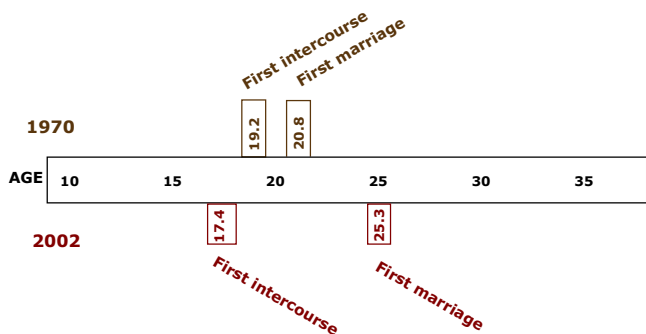 First intercourse
First marriage
1970
19.2
20.8
AGE 10 15 20 25 30 35
2002
17.4
25.3
First intercourse
First marriage